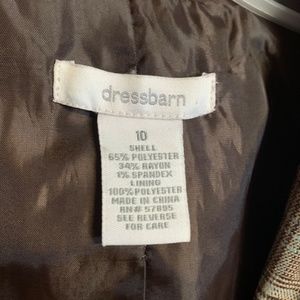 dressbarn
10
SHELL
65% POLYESTER
34% RAYON
1% SPANDEX
LINING
100% POLYESTER
MADE IN CHINA
RN# 57895
SEE REVERSE
FOR CARE